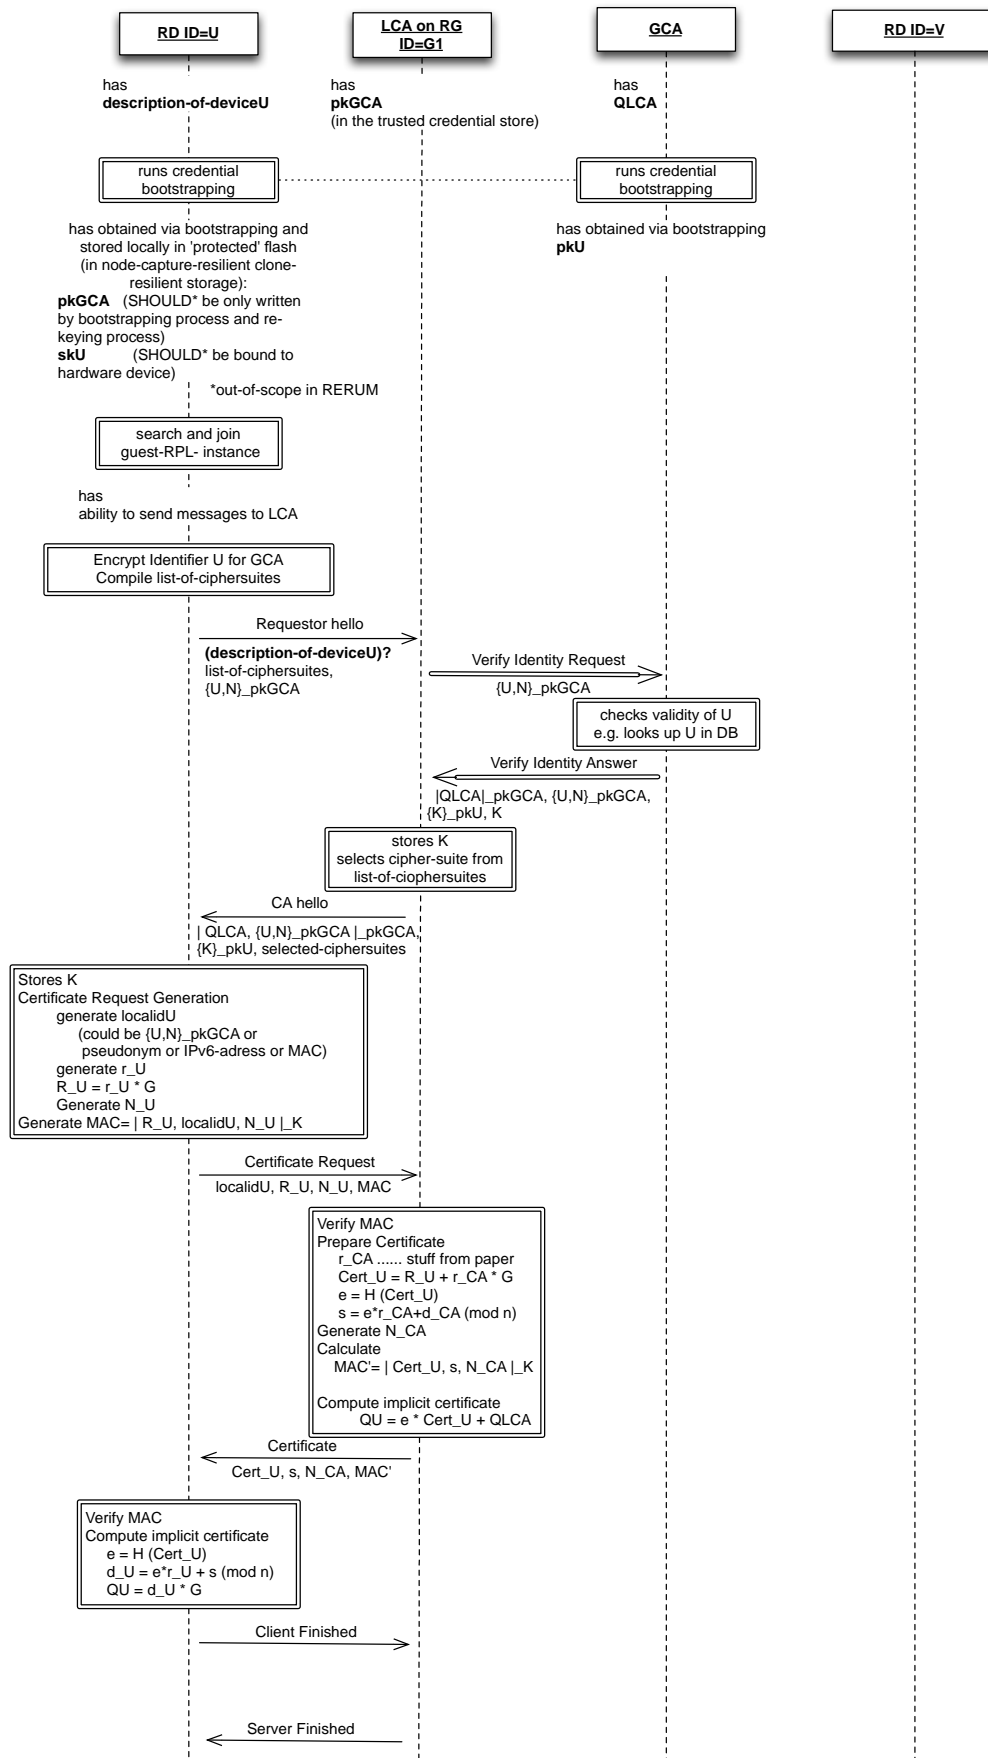 RD ID=U
LCA on RG
ID=G1
GCA
RD ID=V
has
description-of-deviceU
has
pkGCA
(in the trusted credential store)
has
QLCA
runs credential
bootstrapping
runs credential
bootstrapping
has obtained via bootstrapping and
stored locally in 'protected' flash
(in node-capture-resilient clone-
resilient storage):
pkGCA (SHOULD* be only written
by bootstrapping process and re-
keying process)
skU (SHOULD* be bound to
hardware device)
*out-of-scope in RERUM
has obtained via bootstrapping
pkU
search and join
guest-RPL- instance
has
ability to send messages to LCA
Encrypt Identifier U for GCA
Compile list-of-ciphersuites
Requestor hello
(description-of-deviceU)?
list-of-ciphersuites,
{U,N}_pkGCA
Verify Identity Request
{U,N}_pkGCA
checks validity of U
e.g. looks up U in DB
Verify Identity Answer
|QLCA|_pkGCA, {U,N}_pkGCA,
{K}_pkU, K
stores K
selects cipher-suite from
list-of-ciophersuites
CA hello
| QLCA, {U,N}_pkGCA |_pkGCA,
{K}_pkU, selected-ciphersuites
Stores K
Certificate Request Generation
generate localidU
(could be {U,N}_pkGCA or
pseudonym or IPv6-adress or MAC)
generate r_U
R_U = r_U * G
Generate N_U
Generate MAC= | R_U, localidU, N_U |_K
Certificate Request
localidU, R_U, N_U, MAC
Verify MAC
Prepare Certificate
r_CA ...... stuff from paper
Cert_U = R_U + r_CA * G
e = H (Cert_U)
s = e*r_CA+d_CA (mod n)
Generate N_CA
Calculate
MAC'= | Cert_U, s, N_CA |_K
Compute implicit certificate
QU = e * Cert_U + QLCA
Certificate
Cert_U, s, N_CA, MAC'
Verify MAC
Compute implicit certificate
e = H (Cert_U)
d_U = e*r_U + s (mod n)
QU = d_U * G
Client Finished
Server Finished